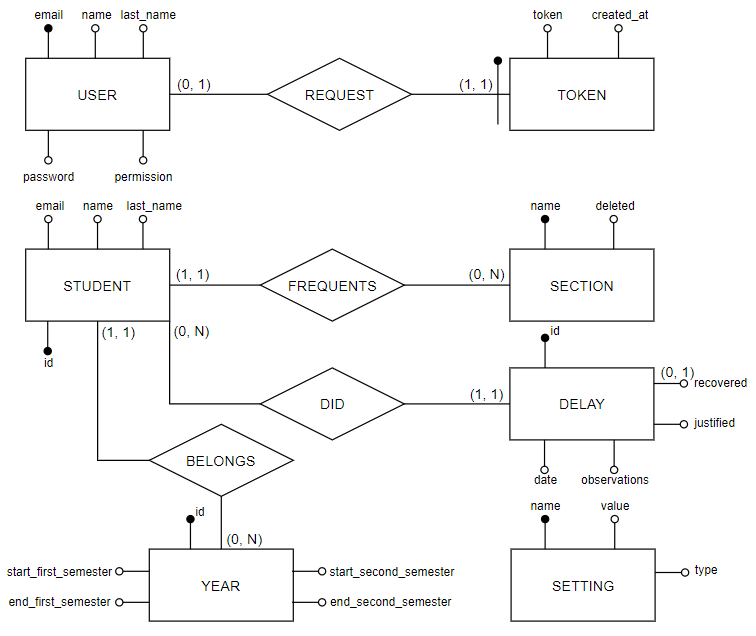 email name last_name token created_at
USER (0, 1) REQUEST (1, 1) TOKEN
password permission
email name last_name name deleted
STUDENT (1, 1) FREQUENTS (0, N) SECTION
id (1, 1) (0, N)
id
DID (1, 1) DELAY (0, 1) recovered
justified
date observations
BELONGS
name value
id (0, N)
start_first_semester YEAR start_second_semester
end_first_semester end_second_semester
SETTING type